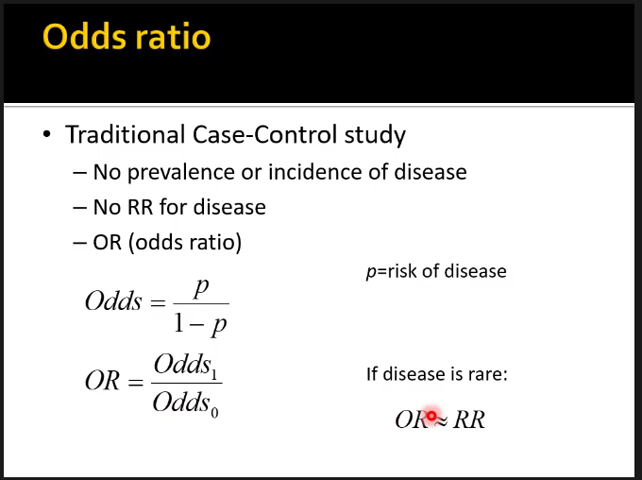 Odds ratio
• Traditional Case-Control study
– No prevalence or incidence of disease
– No RR for disease
– OR (odds ratio)
p=risk of disease
Odds = p / (1 − p)
OR = Odds₁ / Odds₀
If disease is rare:
OR ≈ RR